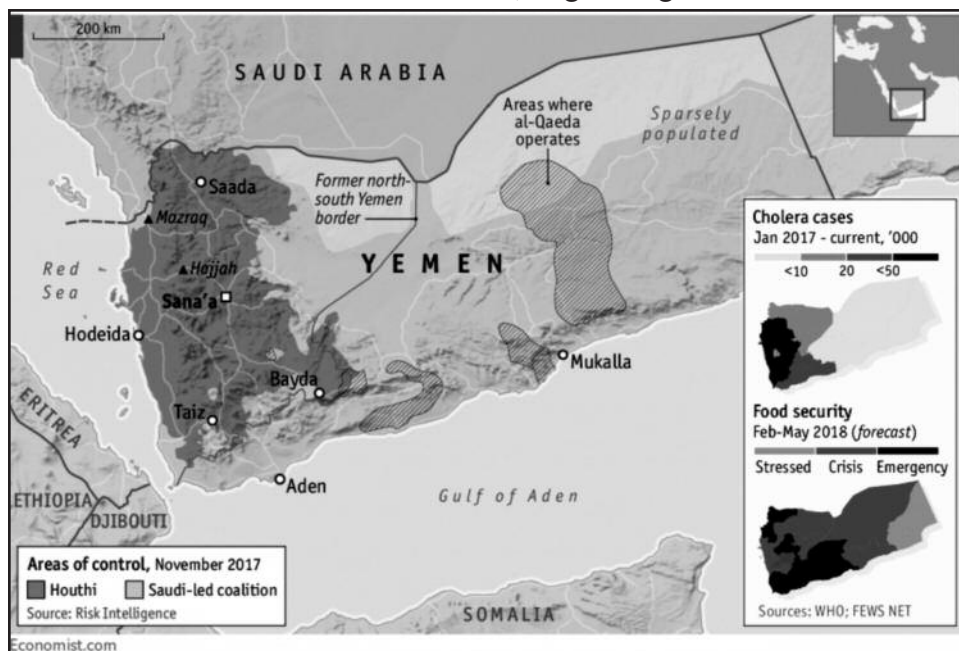 200 km
SAUDI ARABIA
Areas where
al-Qaeda
operates
Sparsely
populated
Former north-
south Yemen
border
Saada
Mazraq
Hajjah
YEMEN
Red
Sea
Sana'a
Hodeida
Mukalla
Bayda
Taiz
Aden
ERITREA
ETHIOPIA
DJIBOUTI
Gulf of Aden
SOMALIA
Cholera cases
Jan 2017 - current, '000
<10 20 <50
Food security
Feb-May 2018 (forecast)
Stressed Crisis Emergency
Sources: WHO; FEWS NET
Areas of control, November 2017
Houthi Saudi-led coalition
Source: Risk Intelligence
Economist.com